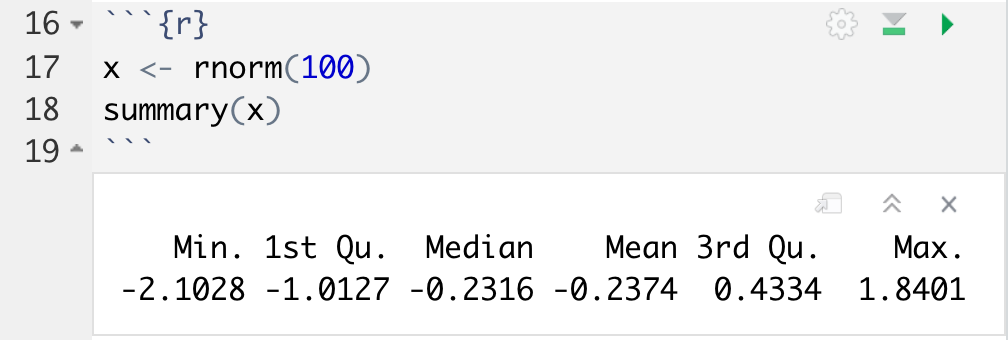 16 ```{r}
17 x <- rnorm(100)
18 summary(x)
19 ```
Min. 1st Qu. Median Mean 3rd Qu. Max.
-2.1028 -1.0127 -0.2316 -0.2374 0.4334 1.8401